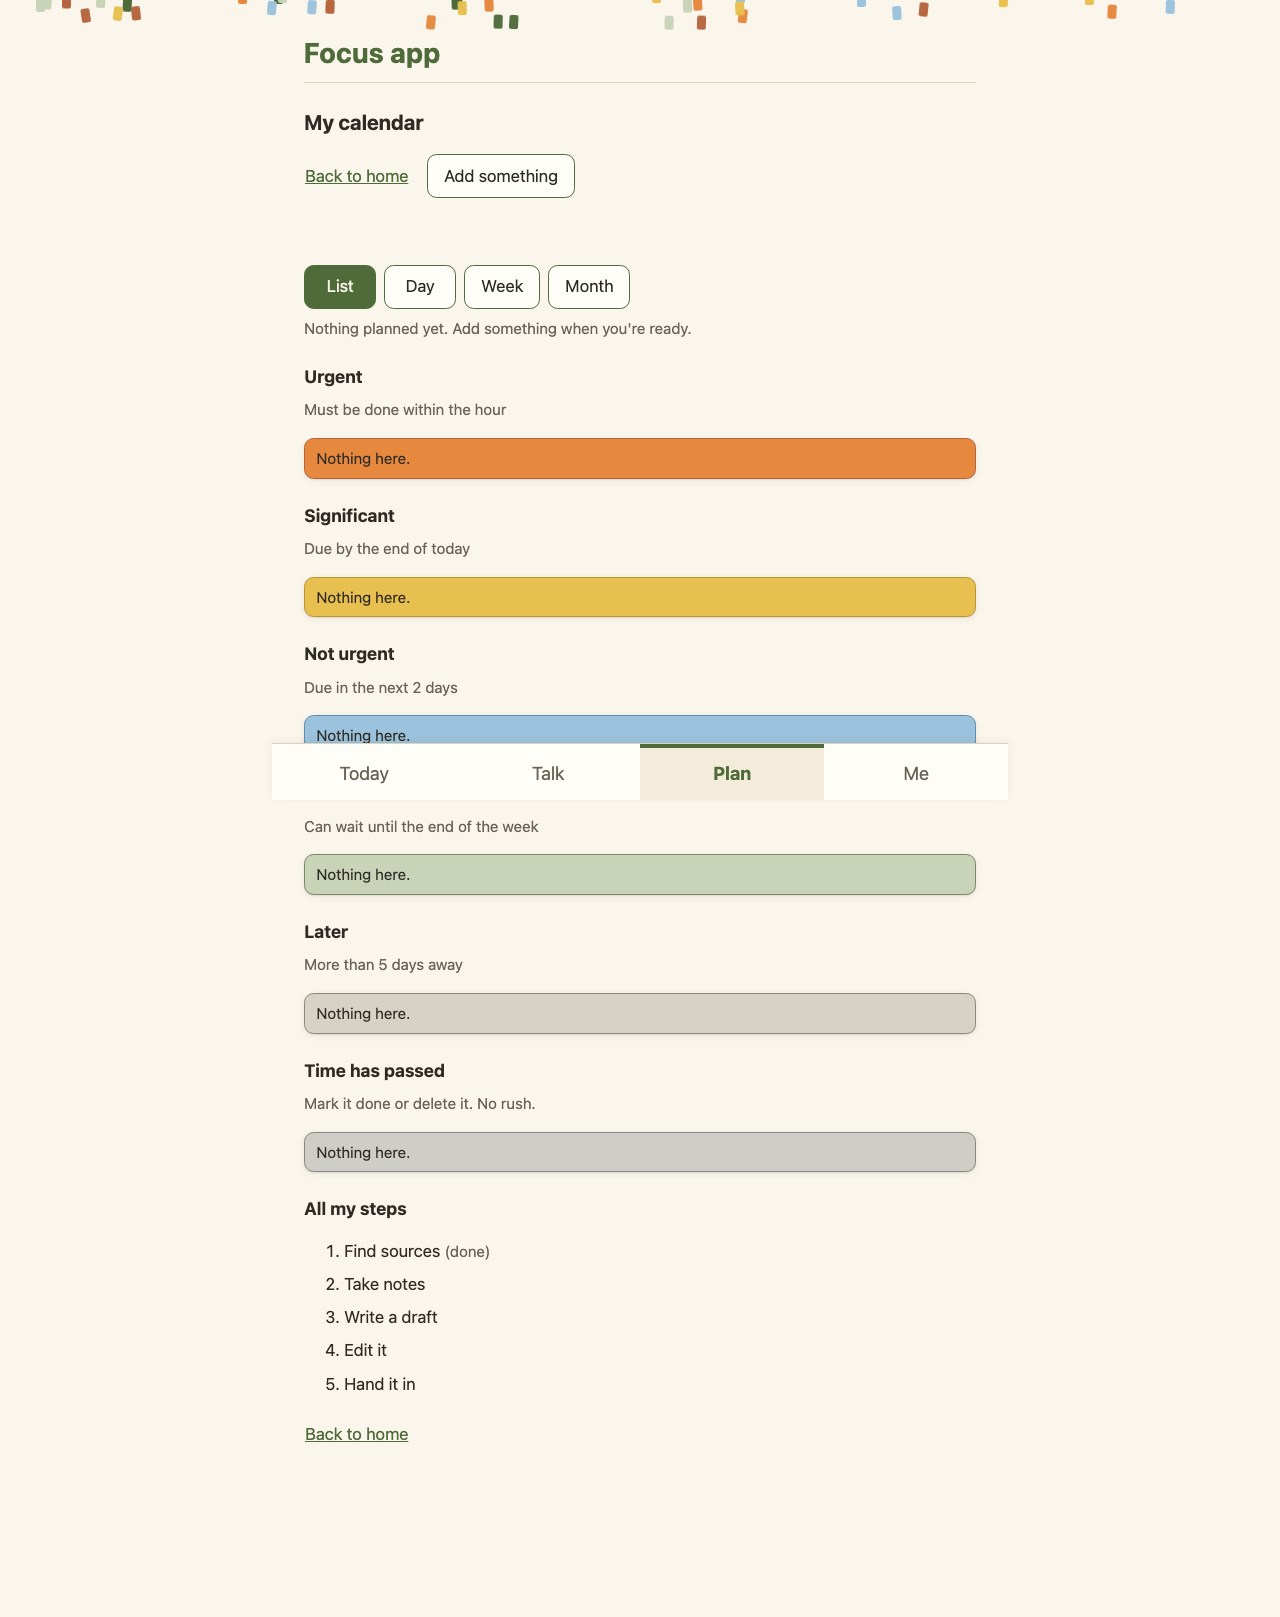 Focus app
My calendar
Back to home
Add something
List
Day
Week
Month
Nothing planned yet. Add something when you're ready.
Urgent
Must be done within the hour
Nothing here.
Significant
Due by the end of today
Nothing here.
Not urgent
Due in the next 2 days
Nothing here.
Today
Talk
Plan
Me
Can wait until the end of the week
Nothing here.
Later
More than 5 days away
Nothing here.
Time has passed
Mark it done or delete it. No rush.
Nothing here.
All my steps
1. Find sources (done)
2. Take notes
3. Write a draft
4. Edit it
5. Hand it in
Back to home